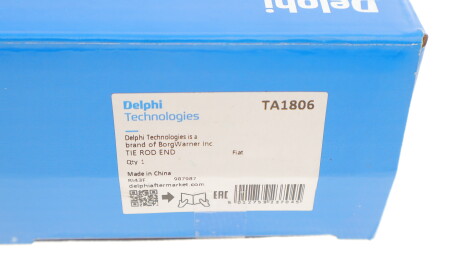 Delphi
Delphi TA1806
Technologies
Delphi Technologies is a
brand of BorgWarner Inc.
TIE ROD END Fiat
Qty 1
Made in China
delphiaftermarket.com
EAC